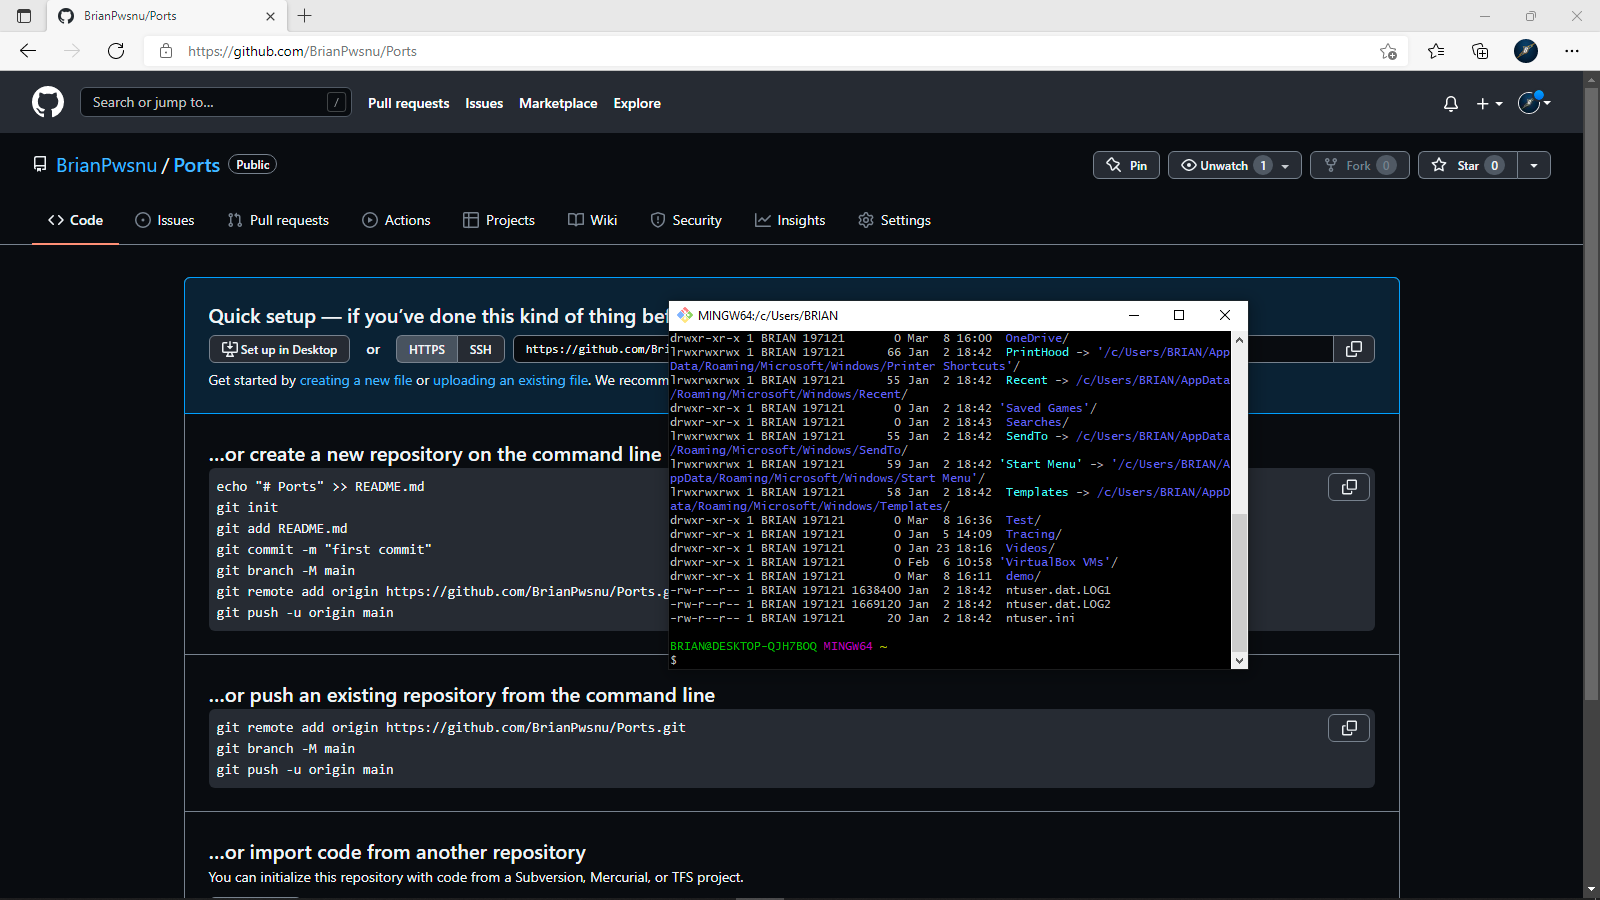 BrianPwsnu/Ports
https://github.com/BrianPwsnu/Ports
Search or jump to... /
Pull requests Issues Marketplace Explore
BrianPwsnu / Ports Public
Pin Unwatch 1 Fork 0 Star 0
Code Issues Pull requests Actions Projects Wiki Security Insights Settings
Quick setup — if you’ve done this kind of thing bef
Set up in Desktop or HTTPS SSH https://github.com/Bri
Get started by creating a new file or uploading an existing file. We recomm
...or create a new repository on the command line
echo "# Ports" >> README.md
git init
git add README.md
git commit -m "first commit"
git branch -M main
git remote add origin https://github.com/BrianPwsnu/Ports.g
git push -u origin main
MINGW64:/c/Users/BRIAN
drwxr-xr-x 1 BRIAN 197121 0 Mar 8 16:00 OneDrive/
lrwxrwxrwx 1 BRIAN 197121 66 Jan 2 18:42 PrintHood -> '/c/Users/BRIAN/App
Data/Roaming/Microsoft/Windows/Printer Shortcuts'/
lrwxrwxrwx 1 BRIAN 197121 55 Jan 2 18:42 Recent -> /c/Users/BRIAN/AppData
/Roaming/Microsoft/Windows/Recent/
drwxr-xr-x 1 BRIAN 197121 0 Jan 2 18:42 'Saved Games'/
drwxr-xr-x 1 BRIAN 197121 0 Jan 2 18:43 Searches/
lrwxrwxrwx 1 BRIAN 197121 55 Jan 2 18:42 SendTo -> /c/Users/BRIAN/AppData
/Roaming/Microsoft/Windows/SendTo/
lrwxrwxrwx 1 BRIAN 197121 59 Jan 2 18:42 'Start Menu' -> '/c/Users/BRIAN/A
ppData/Roaming/Microsoft/Windows/Start Menu'/
lrwxrwxrwx 1 BRIAN 197121 58 Jan 2 18:42 Templates -> /c/Users/BRIAN/AppD
ata/Roaming/Microsoft/Windows/Templates/
drwxr-xr-x 1 BRIAN 197121 0 Mar 8 16:36 Test/
drwxr-xr-x 1 BRIAN 197121 0 Jan 5 14:09 Tracing/
drwxr-xr-x 1 BRIAN 197121 0 Jan 23 18:16 Videos/
drwxr-xr-x 1 BRIAN 197121 0 Feb 6 10:58 'VirtualBox VMs'/
drwxr-xr-x 1 BRIAN 197121 0 Mar 8 16:11 demo/
-rw-r--r-- 1 BRIAN 197121 1638400 Jan 2 18:42 ntuser.dat.LOG1
-rw-r--r-- 1 BRIAN 197121 1669120 Jan 2 18:42 ntuser.dat.LOG2
-rw-r--r-- 1 BRIAN 197121 20 Jan 2 18:42 ntuser.ini
BRIAN@DESKTOP-QJH7BOQ MINGW64 ~
$
...or push an existing repository from the command line
git remote add origin https://github.com/BrianPwsnu/Ports.git
git branch -M main
git push -u origin main
...or import code from another repository
You can initialize this repository with code from a Subversion, Mercurial, or TFS project.